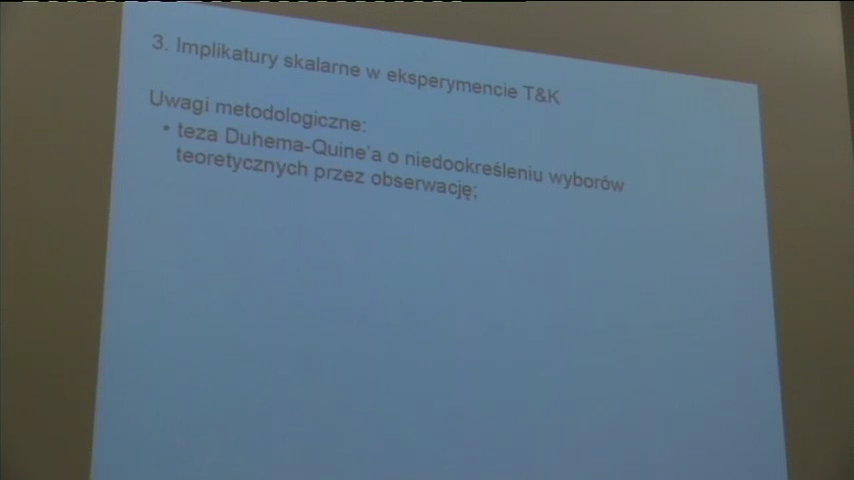 3. Implikatury skalarne w eksperymencie T&K
Uwagi metodologiczne:
• teza Duhema-Quine'a o niedookreśleniu wyborów
teoretycznych przez obserwację;